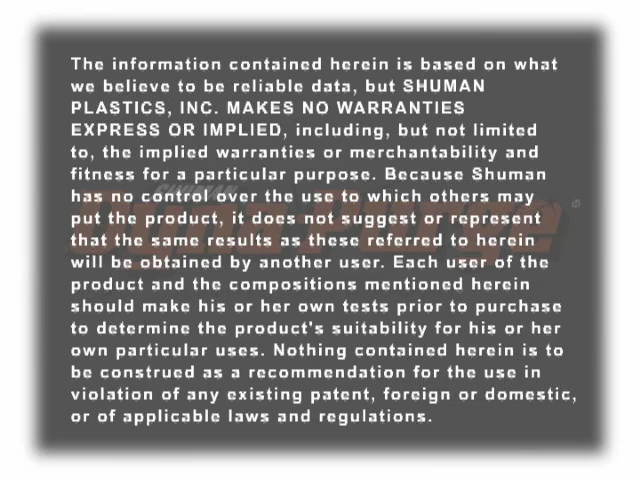 The information contained herein is based on what
we believe to be reliable data, but SHUMAN
PLASTICS, INC. MAKES NO WARRANTIES
EXPRESS OR IMPLIED, including, but not limited
to, the implied warranties or merchantability and
fitness for a particular purpose. Because Shuman
SHUMAN
has no control over the use to which others may
put the product, it does not suggest or represent
Dyna-Purge ®
that the same results as these referred to herein
will be obtained by another user. Each user of the
product and the compositions mentioned herein
should make his or her own tests prior to purchase
to determine the product's suitability for his or her
own particular uses. Nothing contained herein is to
be construed as a recommendation for the use in
violation of any existing patent, foreign or domestic,
or of applicable laws and regulations.